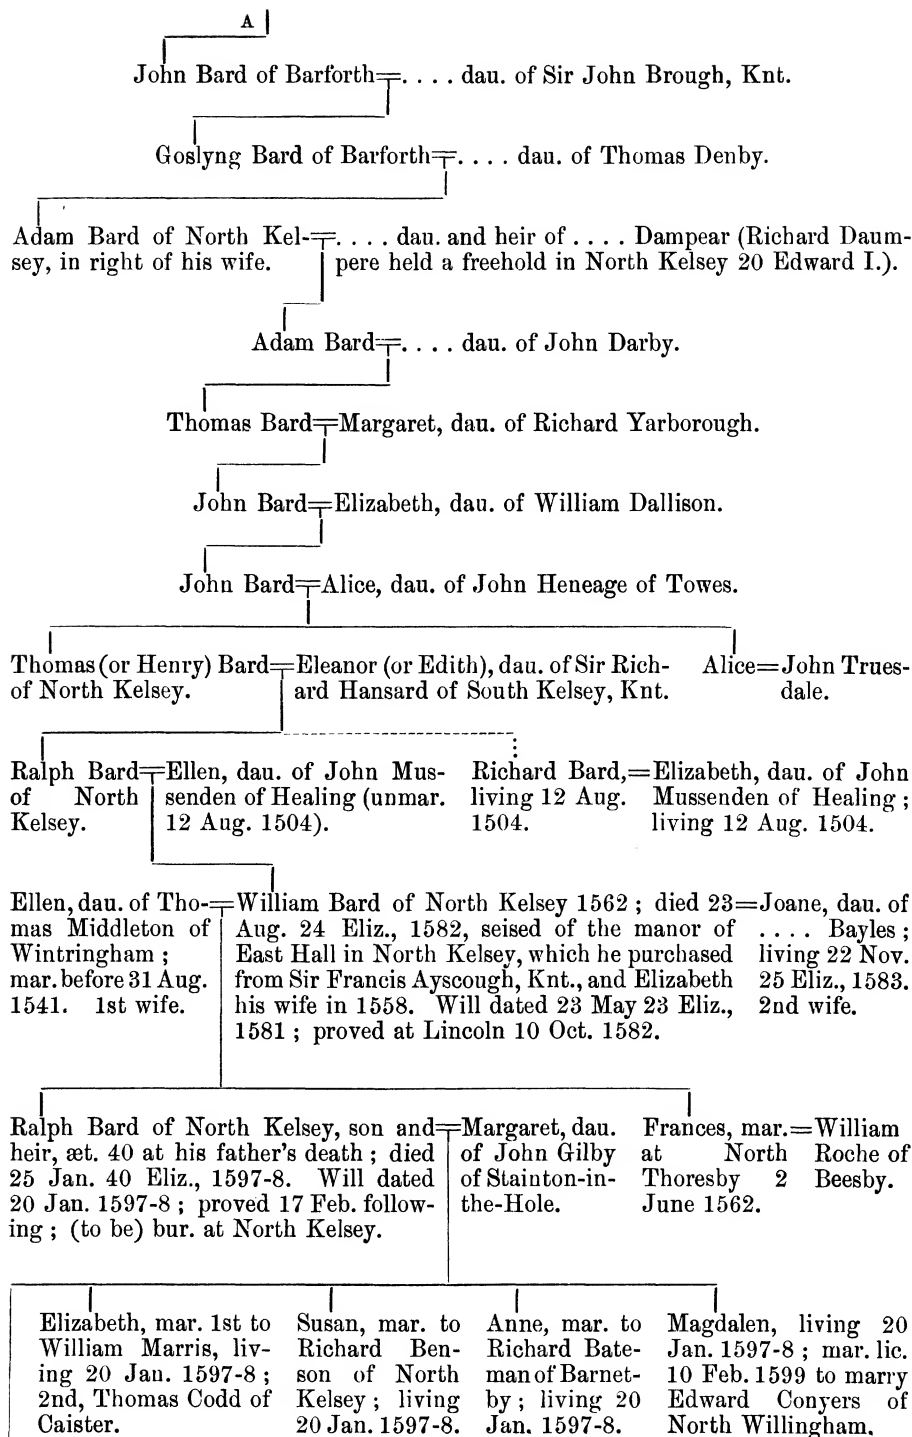 A
John Bard of Barforth=. . . . dau. of Sir John Brough, Knt.
Goslyng Bard of Barforth=. . . . dau. of Thomas Denby.
Adam Bard of North Kel-
sey, in right of his wife.
=. . . . dau. and heir of . . . . Dampear (Richard Daum-
pere held a freehold in North Kelsey 20 Edward I.).
Adam Bard=. . . . dau. of John Darby.
Thomas Bard=Margaret, dau. of Richard Yarborough.
John Bard=Elizabeth, dau. of William Dallison.
John Bard=Alice, dau. of John Heneage of Towes.
Thomas (or Henry) Bard
of North Kelsey.
=Eleanor (or Edith), dau. of Sir Rich-
ard Hansard of South Kelsey, Knt.
Alice=John Trues-
dale.
Ralph Bard
of North
Kelsey.
=Ellen, dau. of John Mus-
senden of Healing (unmar.
12 Aug. 1504).
Richard Bard,
living 12 Aug.
1504.
=Elizabeth, dau. of John
Mussenden of Healing ;
living 12 Aug. 1504.
Ellen, dau. of Tho-
mas Middleton of
Wintringham ;
mar. before 31 Aug.
1541. 1st wife.
=William Bard of North Kelsey 1562 ; died 23
Aug. 24 Eliz., 1582, seised of the manor of
East Hall in North Kelsey, which he purchased
from Sir Francis Ayscough, Knt., and Elizabeth
his wife in 1558. Will dated 23 May 23 Eliz.,
1581 ; proved at Lincoln 10 Oct. 1582.
=Joane, dau. of
. . . . Bayles ;
living 22 Nov.
25 Eliz., 1583.
2nd wife.
Ralph Bard of North Kelsey, son and
heir, æt. 40 at his father's death ; died
25 Jan. 40 Eliz., 1597-8. Will dated
20 Jan. 1597-8 ; proved 17 Feb. follow-
ing ; (to be) bur. at North Kelsey.
=Margaret, dau.
of John Gilby
of Stainton-in-
the-Hole.
Frances, mar.
at North
Thoresby 2
June 1562.
=William
Roche of
Beesby.
Elizabeth, mar. 1st to
William Marris, liv-
ing 20 Jan. 1597-8 ;
2nd, Thomas Codd of
Caister.
Susan, mar. to
Richard Ben-
son of North
Kelsey ; living
20 Jan. 1597-8.
Anne, mar. to
Richard Bate-
man of Barnet-
by ; living 20
Jan. 1597-8.
Magdalen, living 20
Jan. 1597-8 ; mar. lic.
10 Feb. 1599 to marry
Edward Conyers of
North Willingham.